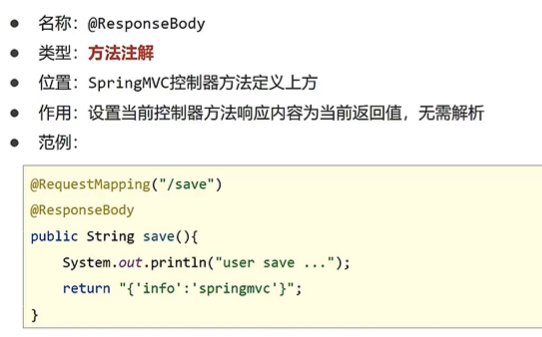 ● 名称：@ResponseBody
● 类型：方法注解
● 位置：SpringMVC控制器方法定义上方
● 作用：设置当前控制器方法响应内容为当前返回值，无需解析
● 范例：
@RequestMapping("/save")
@ResponseBody
public String save(){
    System.out.println("user save ...");
    return "{'info':'springmvc'}";
}